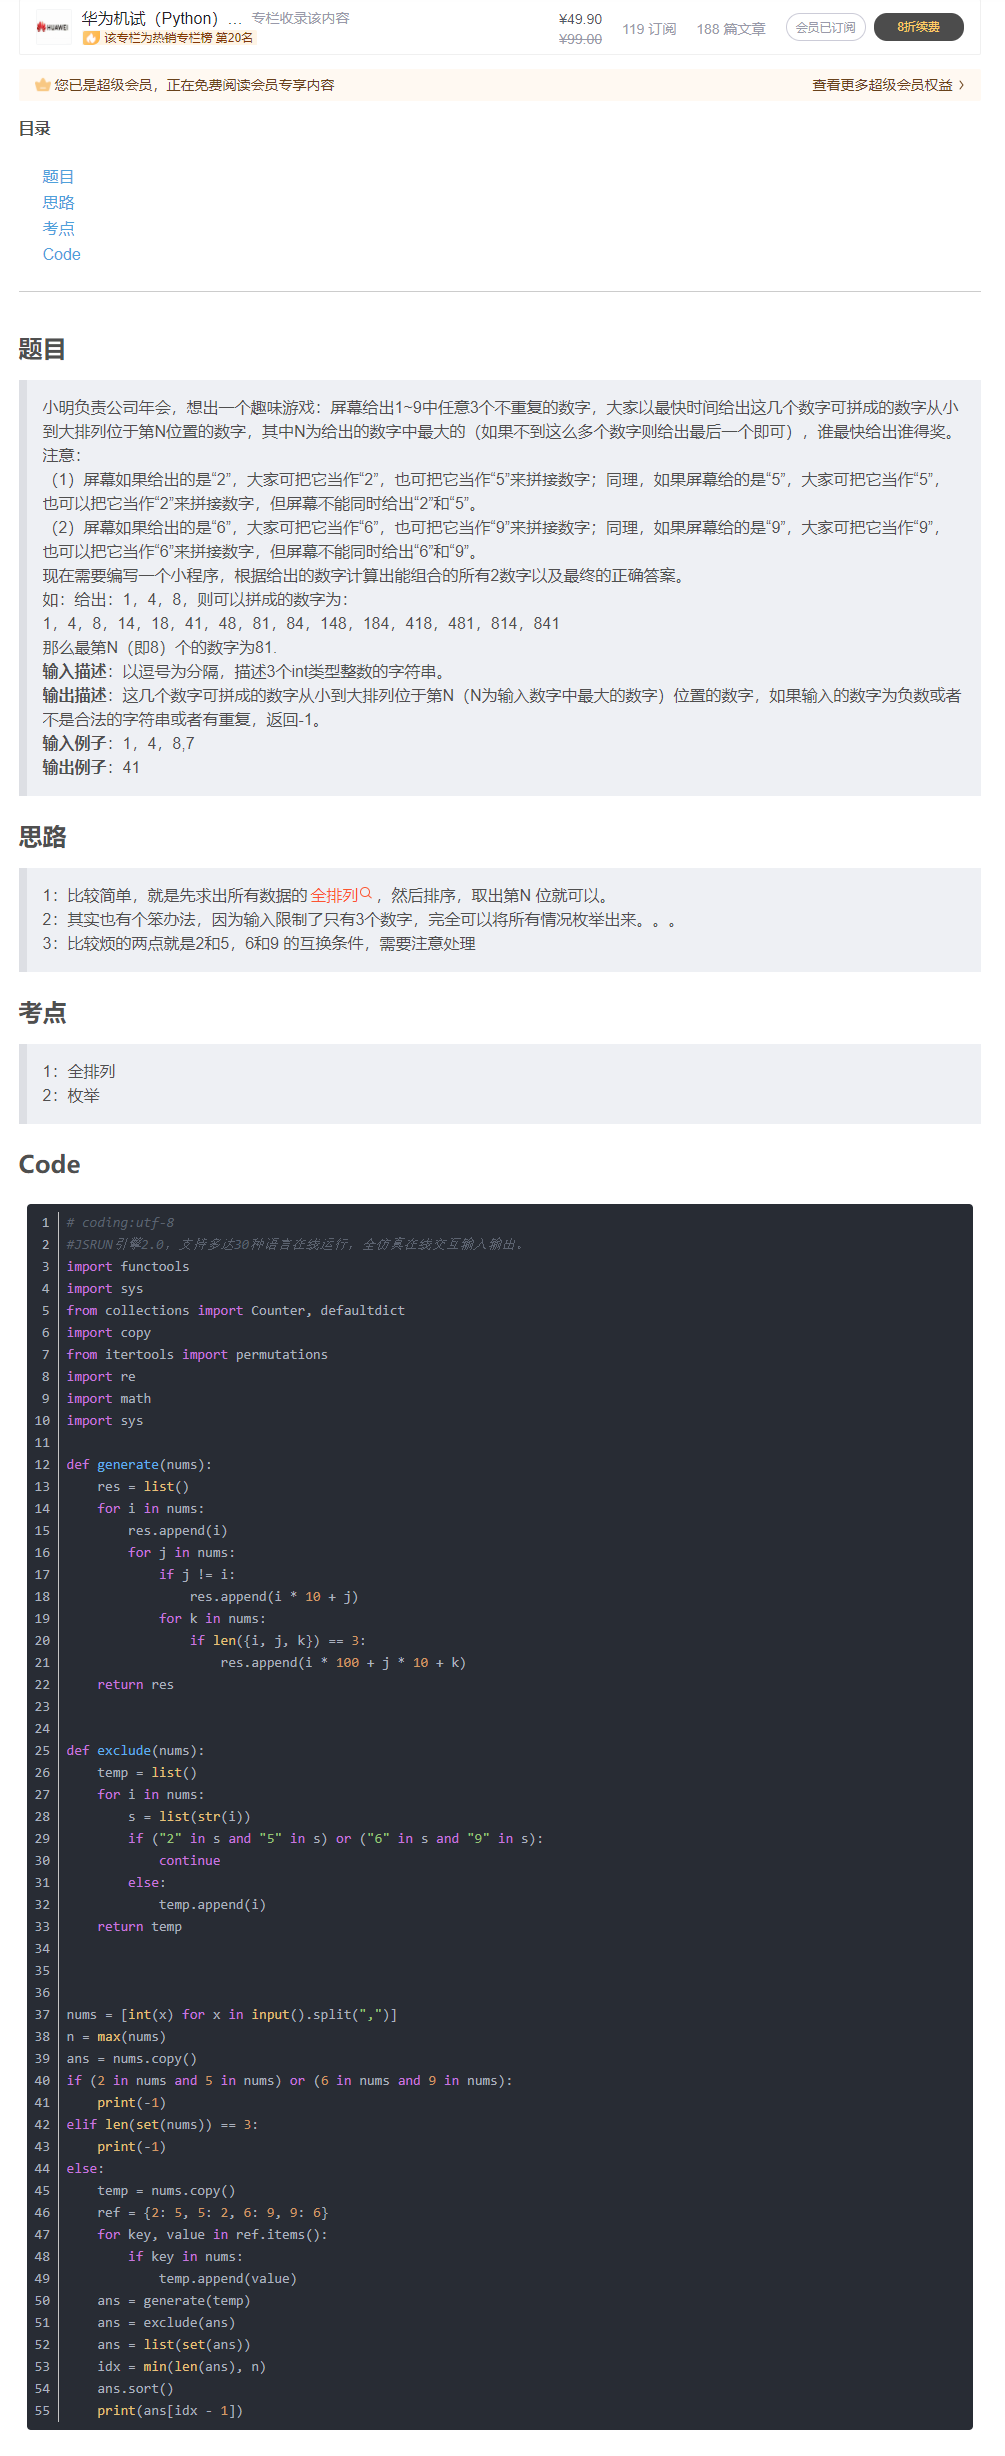 HUAWEI
华为机试（Python）... 专栏收录该内容
该专栏为热销专栏榜 第20名
¥49.90
¥99.00
119 订阅
188 篇文章
会员已订阅
8折续费
您已是超级会员，正在免费阅读会员专享内容
查看更多超级会员权益
目录
题目
思路
考点
Code
题目
小明负责公司年会，想出一个趣味游戏：屏幕给出1~9中任意3个不重复的数字，大家以最快时间给出这几个数字可拼成的数字从小
到大排列位于第N位置的数字，其中N为给出的数字中最大的（如果不到这么多个数字则给出最后一个即可），谁最快给出谁得奖。
注意：
（1）屏幕如果给出的是“2”，大家可把它当作“2”，也可把它当作“5”来拼接数字；同理，如果屏幕给的是“5”，大家可把它当作“5”，
也可以把它当作“2”来拼接数字，但屏幕不能同时给出“2”和“5”。
（2）屏幕如果给出的是“6”，大家可把它当作“6”，也可把它当作“9”来拼接数字；同理，如果屏幕给的是“9”，大家可把它当作“9”，
也可以把它当作“6”来拼接数字，但屏幕不能同时给出“6”和“9”。
现在需要编写一个小程序，根据给出的数字计算出能组合的所有2数字以及最终的正确答案。
如：给出：1，4，8，则可以拼成的数字为：
1，4，8，14，18，41，48，81，84，148，184，418，481，814，841
那么最第N（即8）个的数字为81.
输入描述：以逗号为分隔，描述3个int类型整数的字符串。
输出描述：这几个数字可拼成的数字从小到大排列位于第N（N为输入数字中最大的数字）位置的数字，如果输入的数字为负数或者
不是合法的字符串或者有重复，返回-1。
输入例子：1，4，8,7
输出例子：41
思路
1：比较简单，就是先求出所有数据的 全排列，然后排序，取出第N 位就可以。
2：其实也有个笨办法，因为输入限制了只有3个数字，完全可以将所有情况枚举出来。。。
3：比较烦的两点就是2和5，6和9 的互换条件，需要注意处理
考点
1：全排列
2：枚举
Code
1 # coding:utf-8
2 #JSRUN引擎2.0，支持多达30种语言在线运行，全仿真在线交互输入输出。
3 import functools
4 import sys
5 from collections import Counter, defaultdict
6 import copy
7 from itertools import permutations
8 import re
9 import math
10 import sys
11
12 def generate(nums):
13     res = list()
14     for i in nums:
15         res.append(i)
16         for j in nums:
17             if j != i:
18                 res.append(i * 10 + j)
19             for k in nums:
20                 if len({i, j, k}) == 3:
21                     res.append(i * 100 + j * 10 + k)
22     return res
23
24
25 def exclude(nums):
26     temp = list()
27     for i in nums:
28         s = list(str(i))
29         if ("2" in s and "5" in s) or ("6" in s and "9" in s):
30             continue
31         else:
32             temp.append(i)
33     return temp
34
35
36
37 nums = [int(x) for x in input().split(",")]
38 n = max(nums)
39 ans = nums.copy()
40 if (2 in nums and 5 in nums) or (6 in nums and 9 in nums):
41     print(-1)
42 elif len(set(nums)) == 3:
43     print(-1)
44 else:
45     temp = nums.copy()
46     ref = {2: 5, 5: 2, 6: 9, 9: 6}
47     for key, value in ref.items():
48         if key in nums:
49             temp.append(value)
50     ans = generate(temp)
51     ans = exclude(ans)
52     ans = list(set(ans))
53     idx = min(len(ans), n)
54     ans.sort()
55     print(ans[idx - 1])